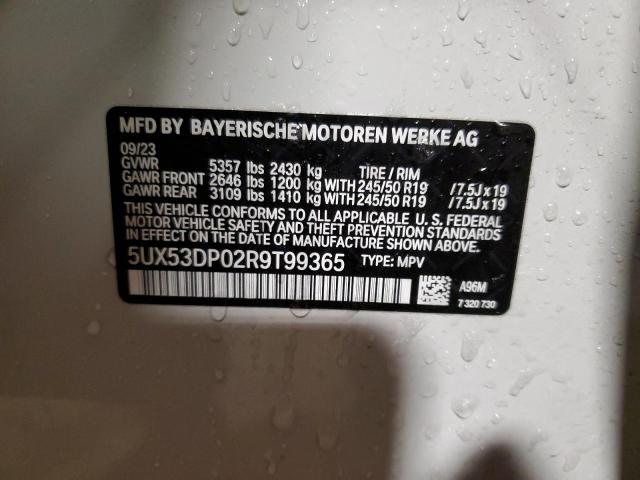 MFD BY BAYERISCHE MOTOREN WERKE AG
09/23
GVWR 5357 lbs 2430 kg TIRE / RIM
GAWR FRONT 2646 lbs 1200 kg WITH 245/50 R19 /7.5J x 19
GAWR REAR 3109 lbs 1410 kg WITH 245/50 R19 /7.5J x 19
THIS VEHICLE CONFORMS TO ALL APPLICABLE U. S. FEDERAL
MOTOR VEHICLE SAFETY AND THEFT PREVENTION STANDARDS
IN EFFECT ON THE DATE OF MANUFACTURE SHOWN ABOVE.
5UX53DP02R9T99365 TYPE: MPV
A96M
7 320 730